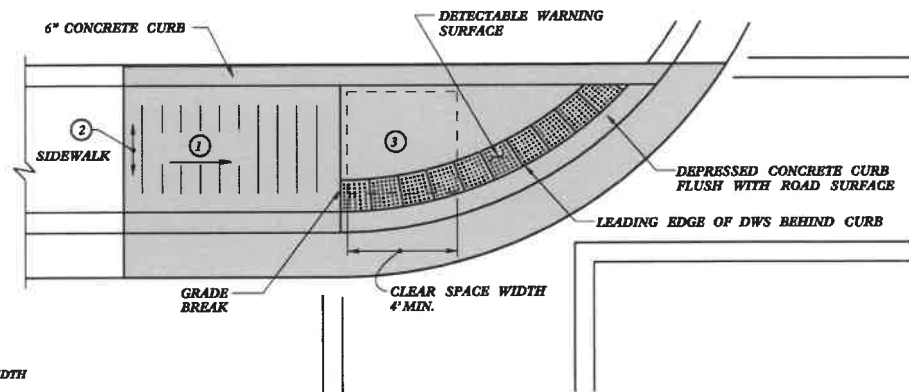 6" CONCRETE CURB
DETECTABLE WARNING
SURFACE
2
SIDEWALK
1
3
DEPRESSED CONCRETE CURB
FLUSH WITH ROAD SURFACE
LEADING EDGE OF DWS BEHIND CURB
GRADE
BREAK
CLEAR SPACE WIDTH
4' MIN.